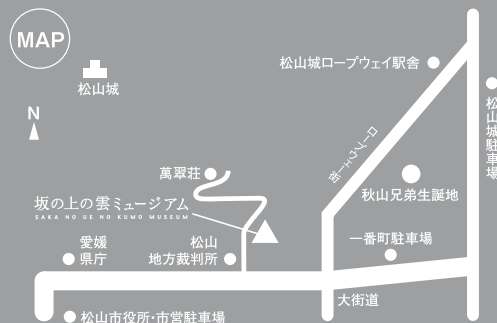 MAP
松山城ロープウェイ駅舎
松山城
松山城駐車場
N
ロープウェー街
萬翠荘
秋山兄弟生誕地
坂の上の雲ミュージアム
SAKA NO UE NO KUMO MUSEUM
愛媛
県庁
松山
地方裁判所
一番町駐車場
大街道
松山市役所・市営駐車場